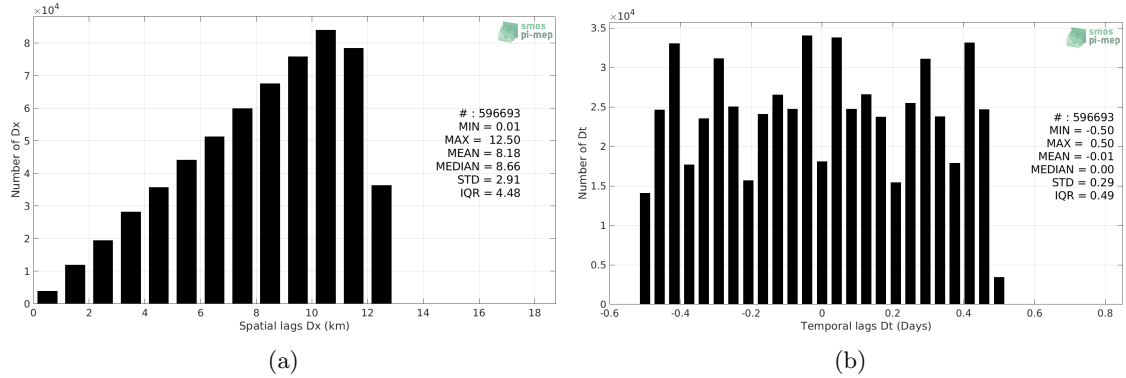 ×10⁴
smos
pi-mep
8
7
6
5
4
3
2
1
0
Number of Dx
# : 596693
MIN = 0.01
MAX = 12.50
MEAN = 8.18
MEDIAN = 8.66
STD = 2.91
IQR = 4.48
0 2 4 6 8 10 12 14 16 18
Spatial lags Dx (km)
(a)
×10⁴
smos
pi-mep
3.5
3
2.5
2
1.5
1
0.5
0
Number of Dt
# : 596693
MIN = -0.50
MAX = 0.50
MEAN = -0.01
MEDIAN = 0.00
STD = 0.29
IQR = 0.49
-0.6 -0.4 -0.2 0 0.2 0.4 0.6 0.8
Temporal lags Dt (Days)
(b)